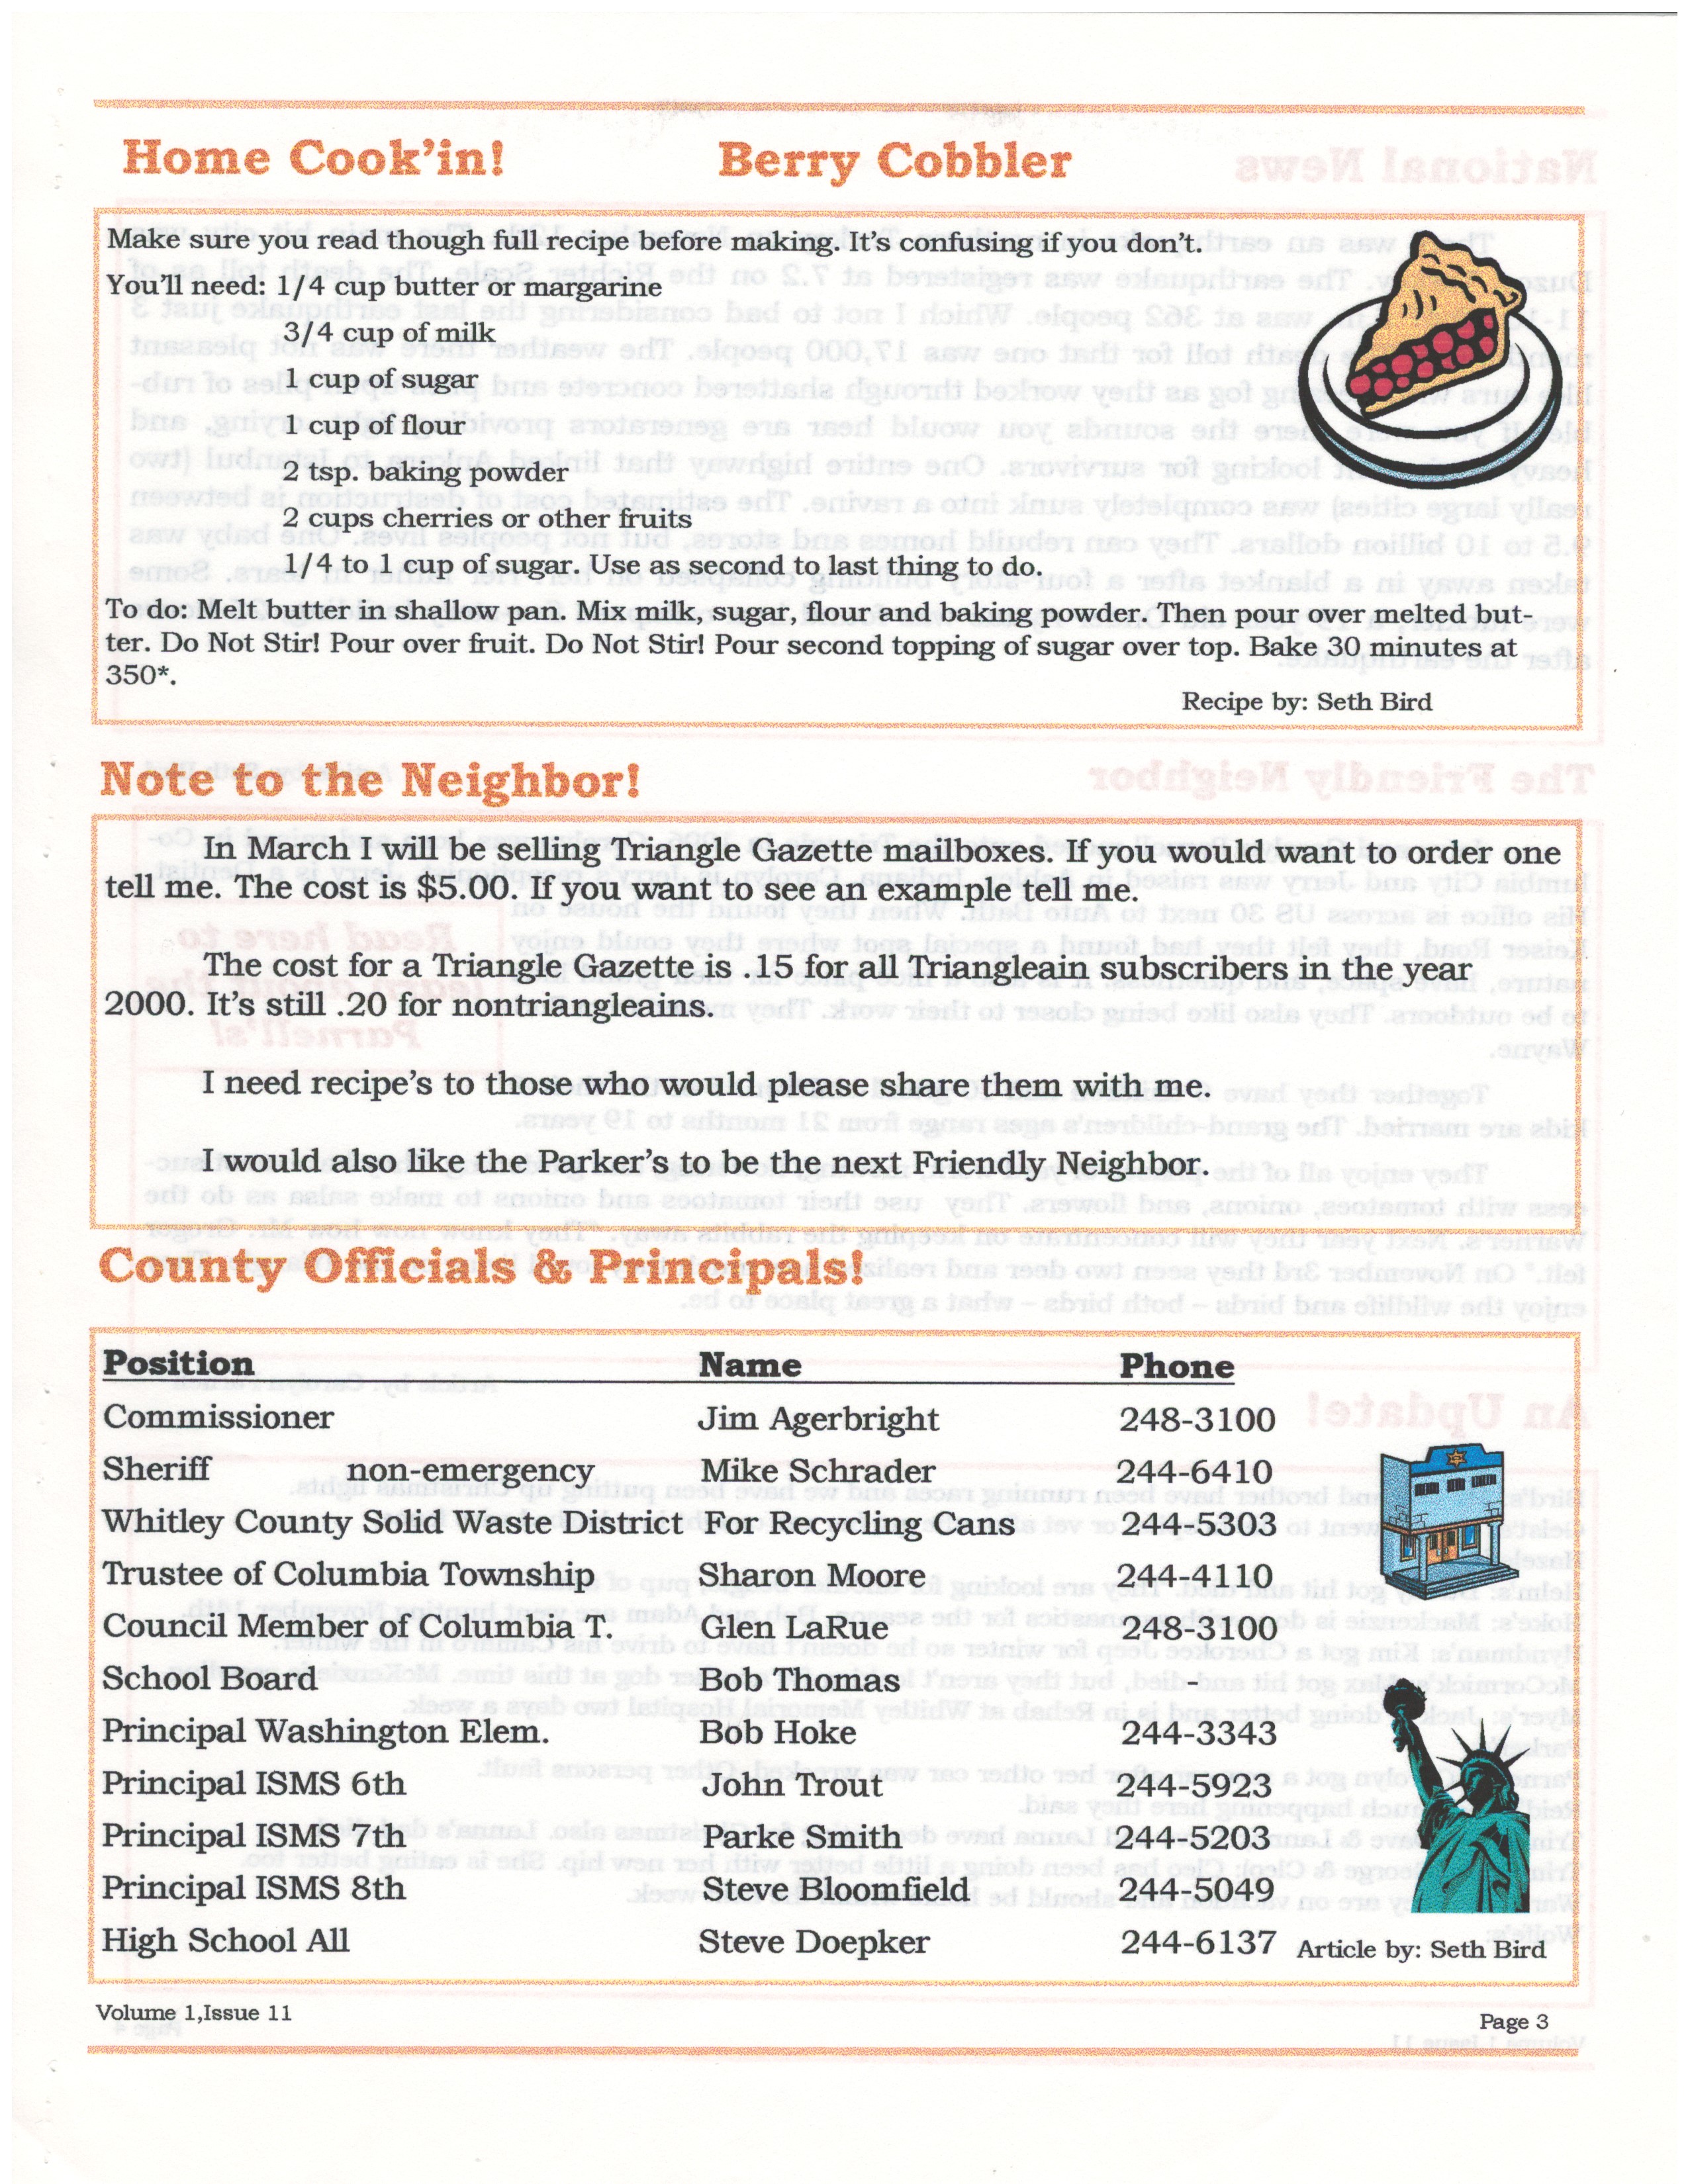 Home Cook'in! Berry Cobbler
Make sure you read though full recipe before making. It's confusing if you don't.
You'll need: 1/4 cup butter or margarine
3/4 cup of milk
1 cup of sugar
1 cup of flour
2 tsp. baking powder
2 cups cherries or other fruits
1/4 to 1 cup of sugar. Use as second to last thing to do.
To do: Melt butter in shallow pan. Mix milk, sugar, flour and baking powder. Then pour over melted but-
ter. Do Not Stir! Pour over fruit. Do Not Stir! Pour second topping of sugar over top. Bake 30 minutes at
350*.
Recipe by: Seth Bird
Note to the Neighbor!
In March I will be selling Triangle Gazette mailboxes. If you would want to order one
tell me. The cost is $5.00. If you want to see an example tell me.
The cost for a Triangle Gazette is .15 for all Triangleain subscribers in the year
2000. It's still .20 for nontriangleains.
I need recipe's to those who would please share them with me.
I would also like the Parker's to be the next Friendly Neighbor.
County Officials & Principals!
Position Name Phone
Commissioner Jim Agerbright 248-3100
Sheriff non-emergency Mike Schrader 244-6410
Whitley County Solid Waste District For Recycling Cans 244-5303
Trustee of Columbia Township Sharon Moore 244-4110
Council Member of Columbia T. Glen LaRue 248-3100
School Board Bob Thomas -
Principal Washington Elem. Bob Hoke 244-3343
Principal ISMS 6th John Trout 244-5923
Principal ISMS 7th Parke Smith 244-5203
Principal ISMS 8th Steve Bloomfield 244-5049
High School All Steve Doepker 244-6137 Article by: Seth Bird
Volume 1,Issue 11 Page 3